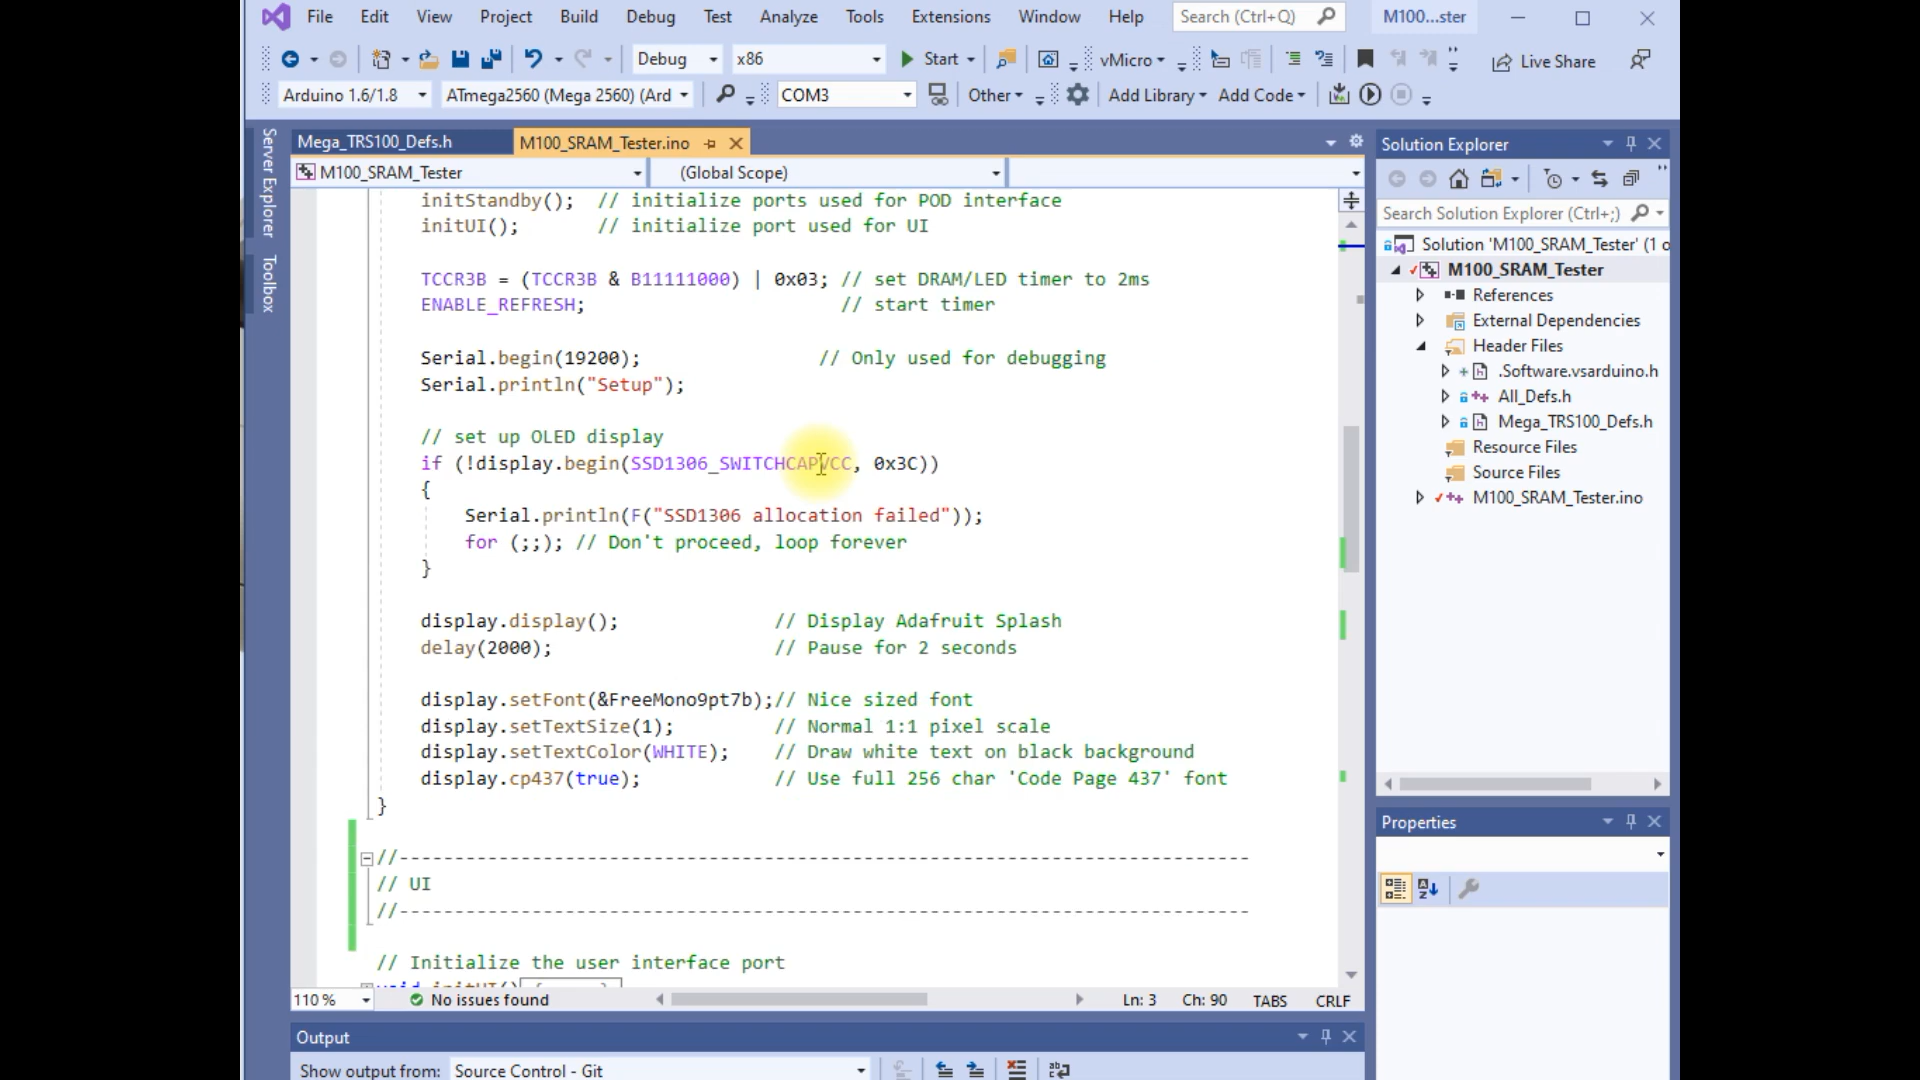 File Edit View Project Build Debug Test Analyze Tools Extensions Window Help Search (Ctrl+Q) M100...ster
Debug x86 Start vMicro Live Share
Arduino 1.6/1.8 ATmega2560 (Mega 2560) (Ard COM3 Other Add Library Add Code
Server Explorer
Toolbox
Mega_TRS100_Defs.h M100_SRAM_Tester.ino
M100_SRAM_Tester (Global Scope)
initStandby(); // initialize ports used for POD interface
initUI(); // initialize port used for UI
TCCR3B = (TCCR3B & B11111000) | 0x03; // set DRAM/LED timer to 2ms
ENABLE_REFRESH; // start timer
Serial.begin(19200); // Only used for debugging
Serial.println("Setup");
// set up OLED display
if (!display.begin(SSD1306_SWITCHCAPVCC, 0x3C))
{
Serial.println(F("SSD1306 allocation failed"));
for (;;); // Don't proceed, loop forever
}
display.display(); // Display Adafruit Splash
delay(2000); // Pause for 2 seconds
display.setFont(&FreeMono9pt7b);// Nice sized font
display.setTextSize(1); // Normal 1:1 pixel scale
display.setTextColor(WHITE); // Draw white text on black background
display.cp437(true); // Use full 256 char 'Code Page 437' font
}
//-----------------------------------------------------------------------------
// UI
//-----------------------------------------------------------------------------
// Initialize the user interface port
void initUI()
110 % No issues found Ln: 3 Ch: 90 TABS CRLF
Output
Show output from: Source Control - Git
Solution Explorer
Search Solution Explorer (Ctrl+;)
Solution 'M100_SRAM_Tester' (1 o
M100_SRAM_Tester
References
External Dependencies
Header Files
.Software.vsarduino.h
All_Defs.h
Mega_TRS100_Defs.h
Resource Files
Source Files
M100_SRAM_Tester.ino
Properties